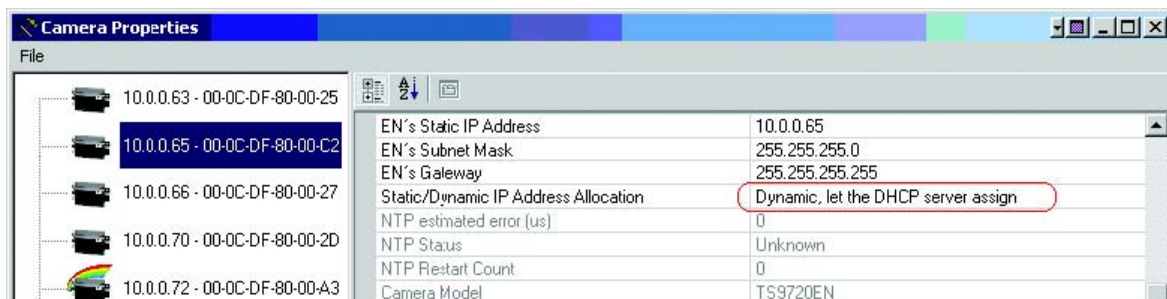 Camera Properties
File
10.0.0.63 - 00-0C-DF-80-00-25
10.0.0.65 - 00-0C-DF-80-00-C2
10.0.0.66 - 00-0C-DF-80-00-27
10.0.0.70 - 00-0C-DF-80-00-2D
10.0.0.72 - 00-0C-DF-80-00-A3
EN's Static IP Address 10.0.0.65
EN's Subnet Mask 255.255.255.0
EN's Gateway 255.255.255.255
Static/Dynamic IP Address Allocation Dynamic, let the DHCP server assign
NTP estimated error (us) 0
NTP Status Unknown
NTP Restart Count 0
Camera Model TS9720EN